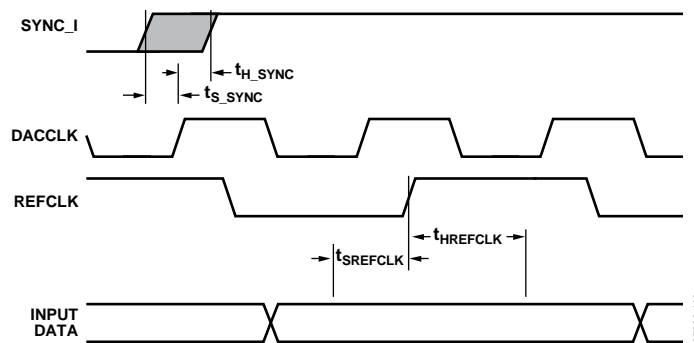 SYNC_I
tH_SYNC
tS_SYNC
DACCLK
REFCLK
tSREFCLK
tHREFCLK
INPUT
DATA